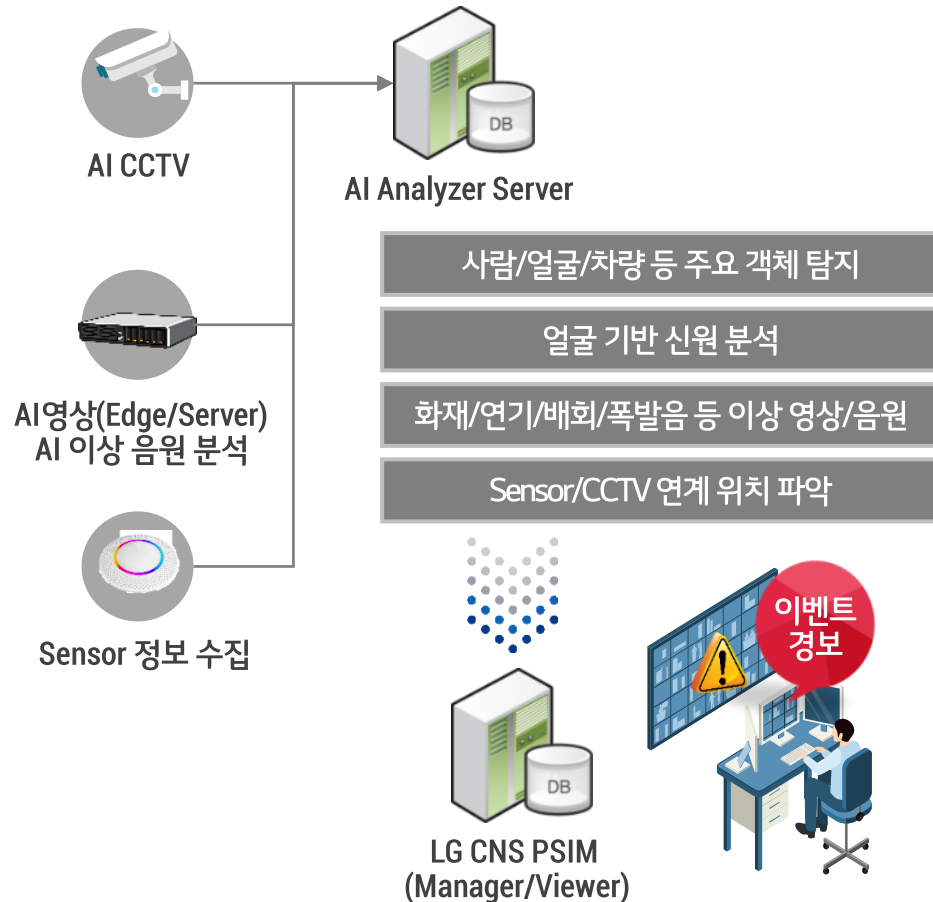 AI CCTV
DB
AI Analyzer Server
사람/얼굴/차량 등 주요 객체 탐지
얼굴 기반 신원 분석
AI영상(Edge/Server)
AI 이상 음원 분석
화재/연기/배회/폭발음 등 이상 영상/음원
Sensor/CCTV 연계 위치 파악
Sensor 정보 수집
이벤트
경보
DB
LG CNS PSIM
(Manager/Viewer)